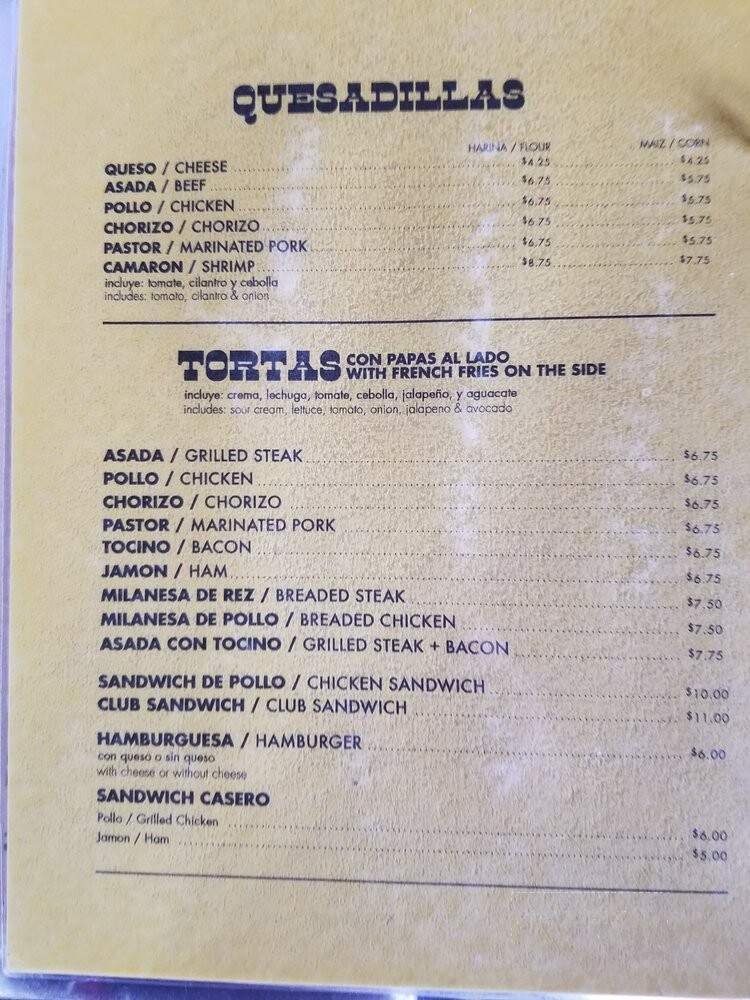 QUESADILLAS
HARINA / FLOUR MAIZ / CORN
QUESO / CHEESE $4.25 $4.25
ASADA / BEEF $6.75 $5.75
POLLO / CHICKEN $6.75 $5.75
CHORIZO / CHORIZO $6.75 $5.75
PASTOR / MARINATED PORK $6.75 $5.75
CAMARON / SHRIMP $8.75 $7.75
incluye: tomate, cilantro y cebolla
includes: tomato, cilantro & onion
TORTAS CON PAPAS AL LADO
WITH FRENCH FRIES ON THE SIDE
incluye: crema, lechuga, tomate, cebolla, jalapeño, y aguacate
includes: sour cream, lettuce, tomato, onion, jalapeno & avocado
ASADA / GRILLED STEAK $6.75
POLLO / CHICKEN $6.75
CHORIZO / CHORIZO $6.75
PASTOR / MARINATED PORK $6.75
TOCINO / BACON $6.75
JAMON / HAM $6.75
MILANESA DE REZ / BREADED STEAK $7.50
MILANESA DE POLLO / BREADED CHICKEN $7.50
ASADA CON TOCINO / GRILLED STEAK + BACON $7.75
SANDWICH DE POLLO / CHICKEN SANDWICH $10.00
CLUB SANDWICH / CLUB SANDWICH $11.00
HAMBURGUESA / HAMBURGER $6.00
con queso o sin queso
with cheese or without cheese
SANDWICH CASERO
Pollo / Grilled Chicken $6.00
Jamon / Ham $5.00